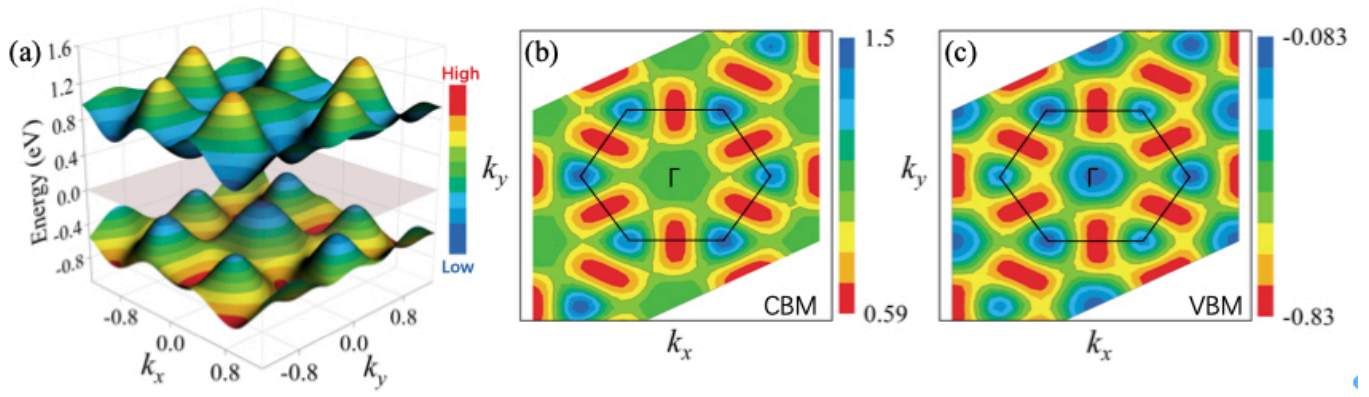 (a)
1.6
1.2
0.8
0.4
0.0
-0.4
-0.8
Energy (eV)
-0.8
0.0
0.8
kx
-0.8
0.0
0.8
ky
High
Low
(b)
Γ
CBM
ky
kx
1.5
0.59
(c)
Γ
VBM
ky
kx
-0.083
-0.83